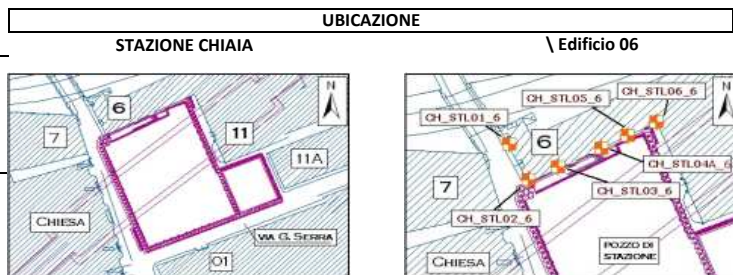 UBICAZIONE
STAZIONE CHIAIA
\ Edificio 06
N
6
7
11
11A
CHIESA
VIA G. SERRA
01
N
CH_STL05_6
CH_STL06_6
CH_STL01_6
6
CH_STL04A_6
7
CH_STL03_6
CH_STL02_6
POZZO DI
STAZIONE
CHIESA